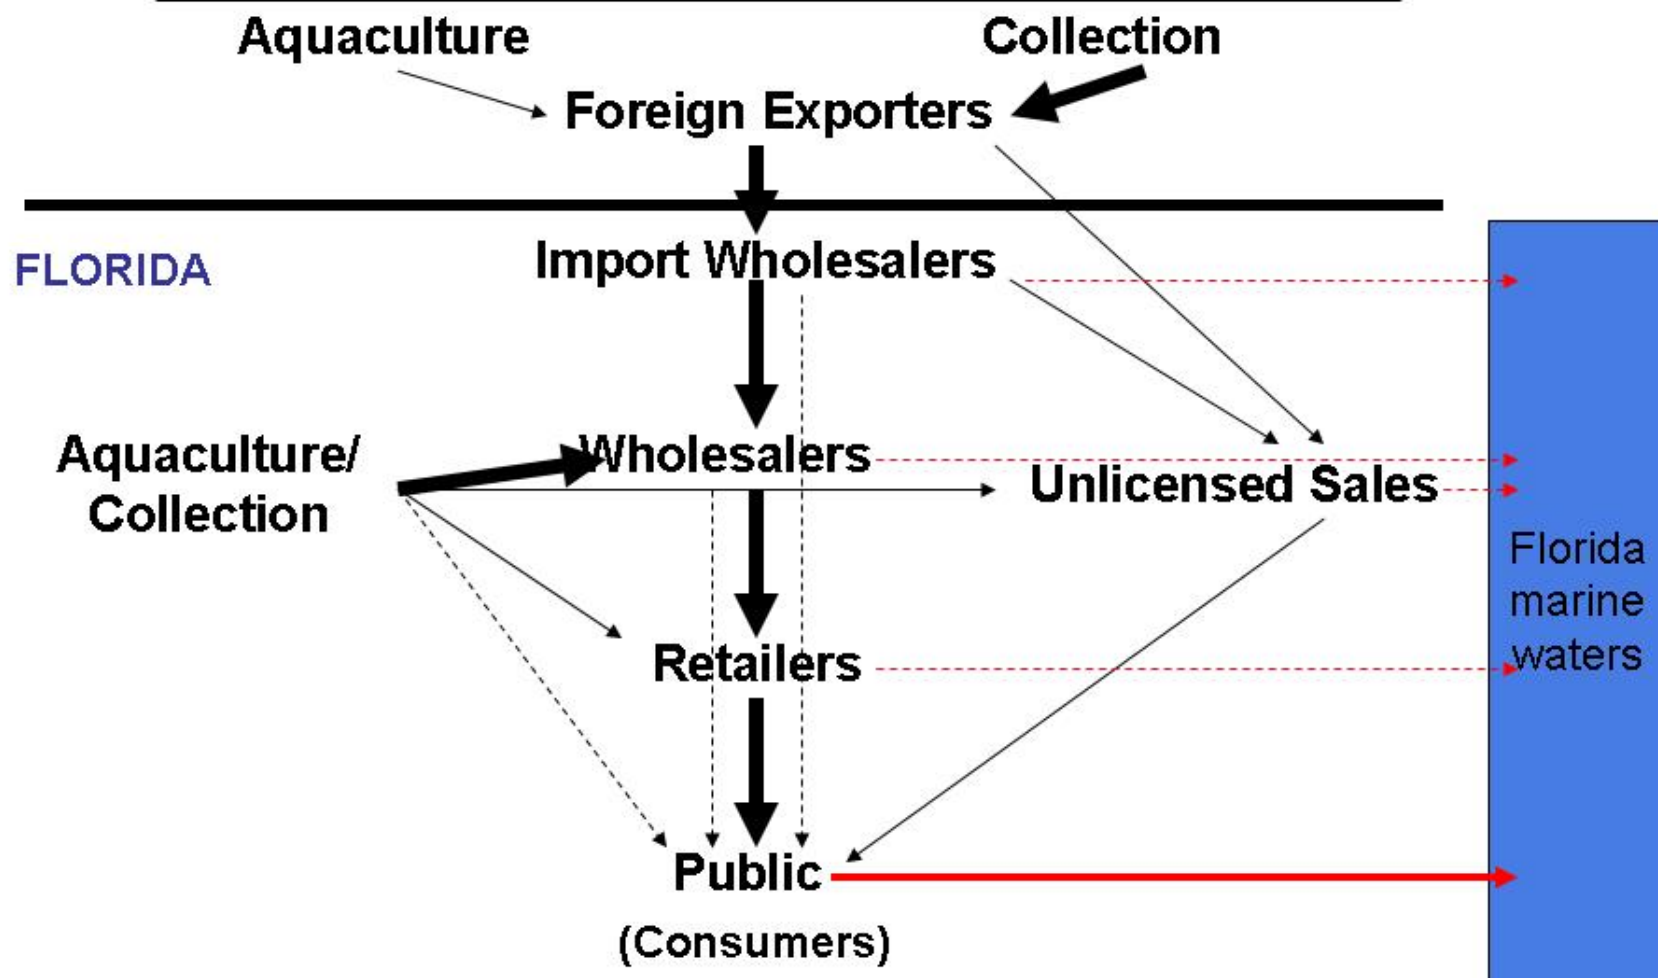 Aquaculture
Collection
Foreign Exporters
FLORIDA
Import Wholesalers
Aquaculture/
Collection
Wholesalers
Unlicensed Sales
Florida
marine
waters
Retailers
Public
(Consumers)